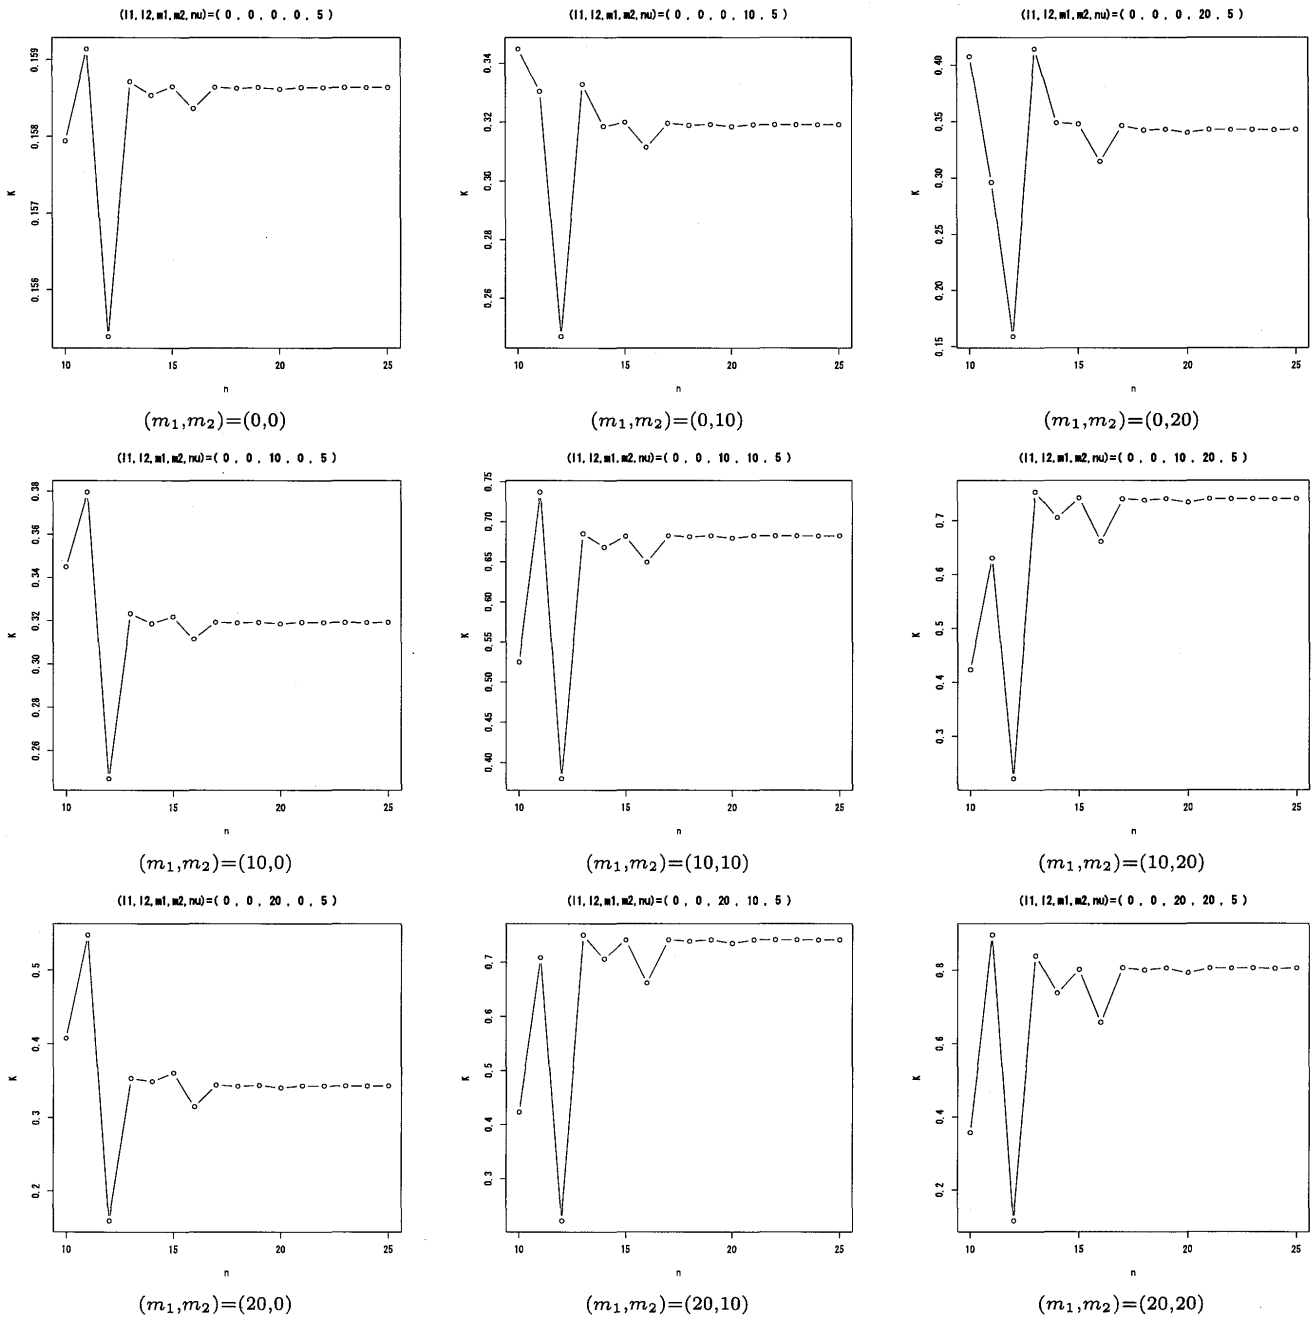 (l1,l2,m1,m2,nu)=( 0 , 0 , 0 , 0 , 5 )
0.159
0.158
0.157
0.156
K
10 15 20 25
n
(m₁,m₂)=(0,0)
(l1,l2,m1,m2,nu)=( 0 , 0 , 0 , 10 , 5 )
0.34
0.32
0.30
0.28
0.26
K
10 15 20 25
n
(m₁,m₂)=(0,10)
(l1,l2,m1,m2,nu)=( 0 , 0 , 0 , 20 , 5 )
0.40
0.35
0.30
0.25
0.20
0.15
K
10 15 20 25
n
(m₁,m₂)=(0,20)
(l1,l2,m1,m2,nu)=( 0 , 0 , 10 , 0 , 5 )
0.38
0.36
0.34
0.32
0.30
0.28
0.26
K
10 15 20 25
n
(m₁,m₂)=(10,0)
(l1,l2,m1,m2,nu)=( 0 , 0 , 10 , 10 , 5 )
0.75
0.70
0.65
0.60
0.55
0.50
0.45
0.40
K
10 15 20 25
n
(m₁,m₂)=(10,10)
(l1,l2,m1,m2,nu)=( 0 , 0 , 10 , 20 , 5 )
0.7
0.6
0.5
0.4
0.3
K
10 15 20 25
n
(m₁,m₂)=(10,20)
(l1,l2,m1,m2,nu)=( 0 , 0 , 20 , 0 , 5 )
0.5
0.4
0.3
0.2
K
10 15 20 25
n
(m₁,m₂)=(20,0)
(l1,l2,m1,m2,nu)=( 0 , 0 , 20 , 10 , 5 )
0.7
0.6
0.5
0.4
0.3
K
10 15 20 25
n
(m₁,m₂)=(20,10)
(l1,l2,m1,m2,nu)=( 0 , 0 , 20 , 20 , 5 )
0.8
0.6
0.4
0.2
K
10 15 20 25
n
(m₁,m₂)=(20,20)